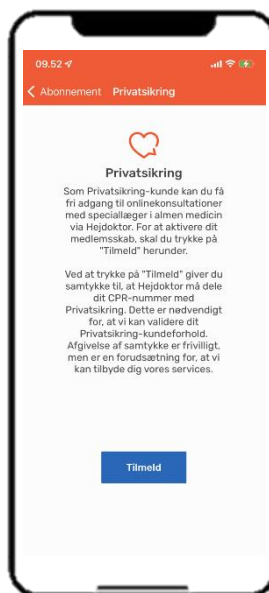 09.52
Abonnement Privatsikring
Privatsikring
Som Privatsikring-kunde kan du få
fri adgang til onlinekonsultationer
med speciallæger i almen medicin
via Hejdoktor. For at aktivere dit
medlemsskab, skal du trykke på
"Tilmeld" herunder.
Ved at trykke på "Tilmeld" giver du
samtykke til, at Hejdoktor må dele
dit CPR-nummer med
Privatsikring. Dette er nødvendigt
for, at vi kan validere dit
Privatsikring-kundeforhold.
Afgivelse af samtykke er frivilligt,
men er en forudsætning for, at vi
kan tilbyde dig vores services.
Tilmeld